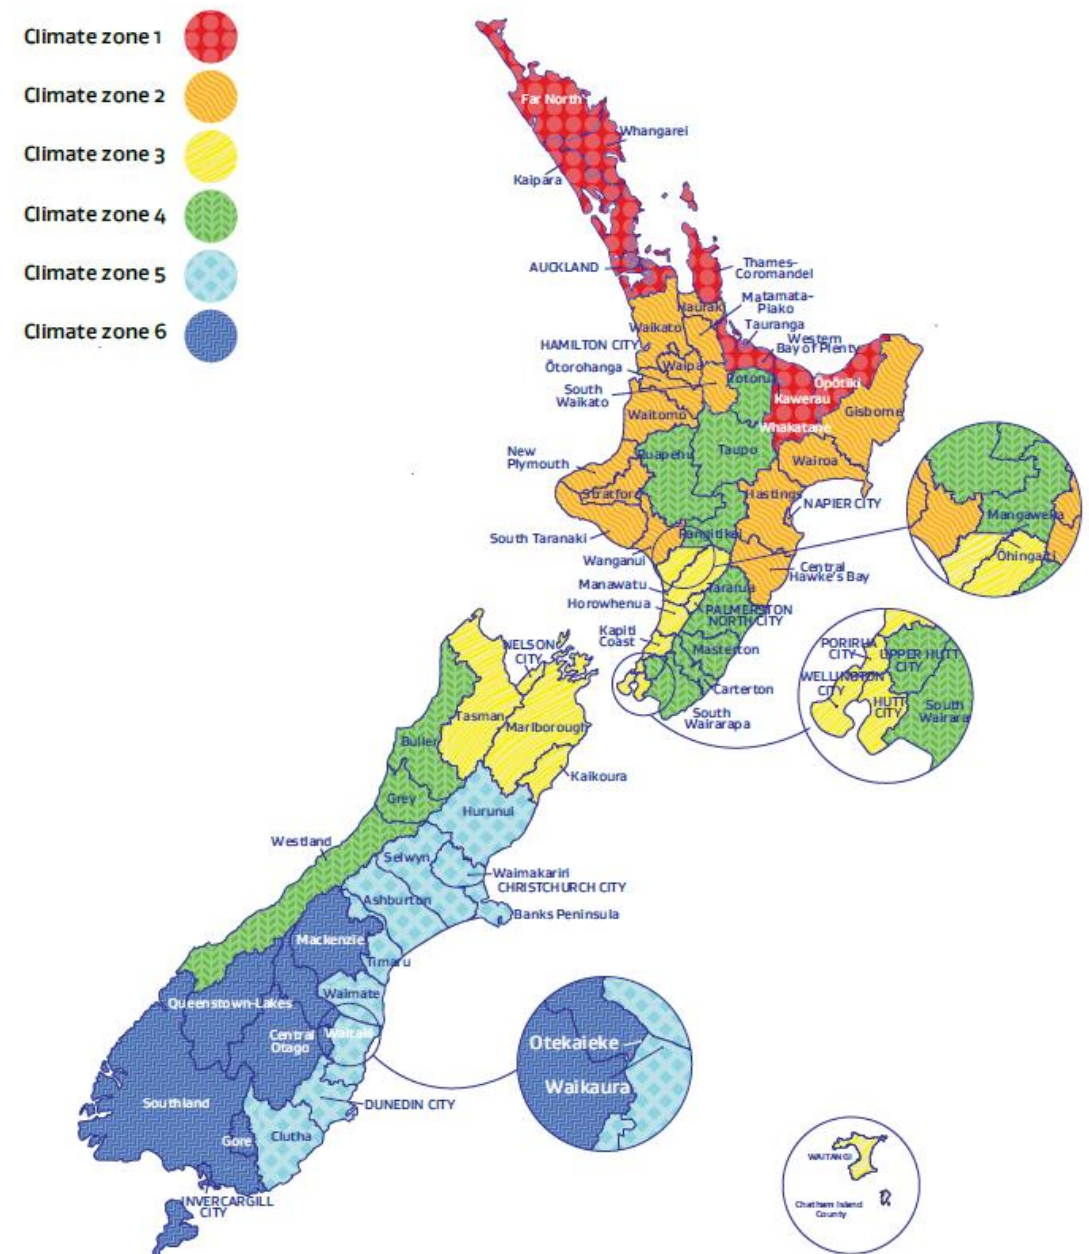 Climate zone 1
Climate zone 2
Climate zone 3
Climate zone 4
Climate zone 5
Climate zone 6
Far North
Whangarei
Kaipara
AUCKLAND
Thames-
Coromandel
Hauraki
Matamata-
Piako
Tauranga
Waikato
Western
Bay of Plenty
HAMILTON CITY
Waipa
Ōtorohanga
Rotorua
Ōpōtiki
South
Waikato
Kawerau
Gisborne
Waitomo
Whakatane
New
Plymouth
Ruapehu
Taupo
Wairoa
Stratford
Hastings
NAPIER CITY
South Taranaki
Rangitikei
Wanganui
Central
Hawke's Bay
Manawatu
Tararua
Horowhenua
PALMERSTON
NORTH CITY
Kapiti
Coast
Masterton
Carterton
South
Wairarapa
Mangaweka
Ōhingaiti
PORIRUA
CITY
UPPER HUTT
CITY
WELLINGTON
CITY
HUTT
CITY
South
Wairara
NELSON
CITY
Tasman
Marlborough
Buller
Kaikoura
Grey
Hurunui
Westland
Selwyn
Waimakariri
CHRISTCHURCH CITY
Ashburton
Banks Peninsula
Mackenzie
Timaru
Waimate
Queenstown-Lakes
Central
Otago
Waitaki
Otekaieke
Waikaura
DUNEDIN CITY
Southland
Gore
Clutha
INVERCARGILL
CITY
WAITANGI
Chatham Island
County